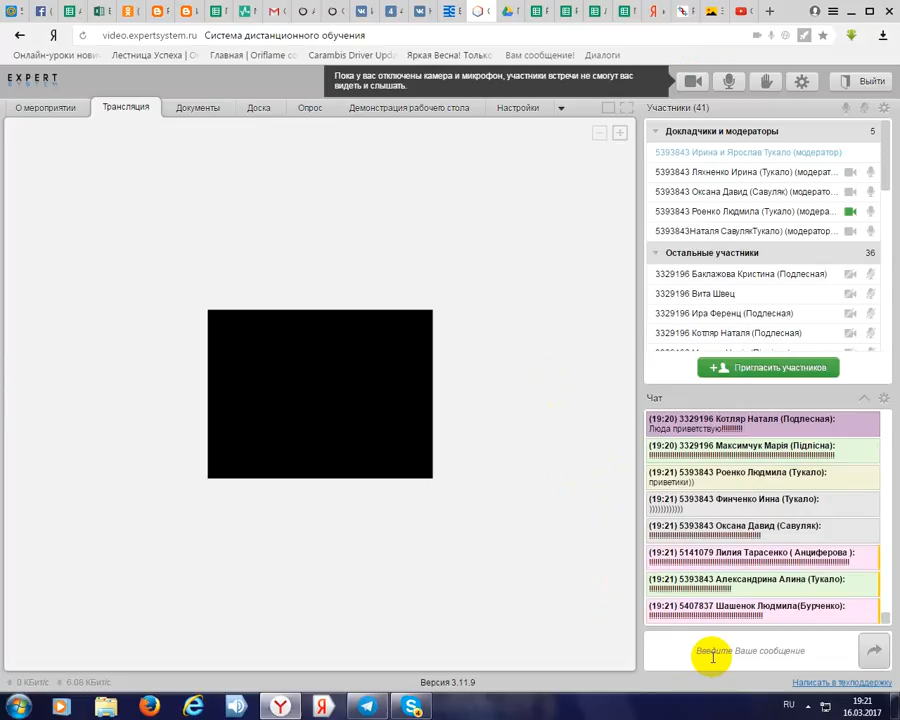 video.expertsystem.ru Система дистанционного обучения
Онлайн-уроки нови
Лестница Успеха | О
Главная | Oriflame co
Carambis Driver Upd
Яркая Весна! Только
Вам сообщение!
Диалоги
EXPERT
SYSTEM
Пока у вас отключены камера и микрофон, участники встречи не смогут вас
видеть и слышать.
Выйти
О мероприятии
Трансляция
Документы
Доска
Опрос
Демонстрация рабочего стола
Настройки
Участники (41)
Докладчики и модераторы 5
5393843 Ирина и Ярослав Тукало (модератор)
5393843 Ляхненко Ирина (Тукало) (модерат...
5393843 Оксана Давид (Савуляк) (модерато...
5393843 Роенко Людмила (Тукало) (модера...
5393843Наталя СавулякТукало) (модератор...
Остальные участники 36
3329196 Баклажова Кристина (Подлесная)
3329196 Вита Швец
3329196 Ира Ференц (Подлесная)
3329196 Котляр Наталя (Подлесная)
Пригласить участников
Чат
(19:20) 3329196 Котляр Наталья (Подлесная):
Люда приветствую!!!!!!!!!!
(19:21) 3329196 Максимчук Марія (Підлісна):
(19:21) 5393843 Роенко Людмила (Тукало):
приветики))
(19:21) 5393843 Финченко Инна (Тукало):
))))))))))))
(19:21) 5393843 Оксана Давид (Савуляк):
(19:21) 5141079 Лилия Тарасенко ( Анциферова ):
(19:21) 5393843 Александрина Алина (Тукало):
(19:21) 5407837 Шашенок Людмила(Бурченко):
Введите Ваше сообщение
0 КБит/с
6.08 КБит/с
Версия 3.11.9
Написать в техподдержку
RU
19:21
16.03.2017